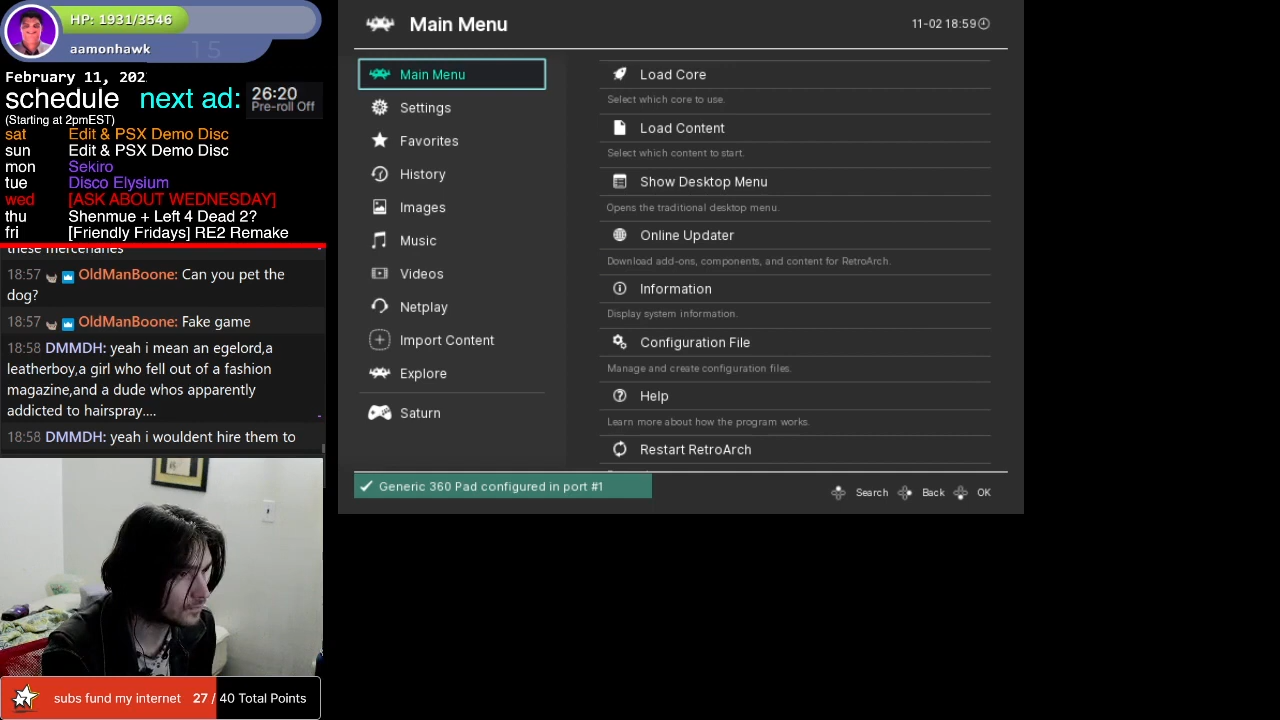 HP: 1931/3546
aamonhawk
15
February 11, 202
schedule next ad: 26:20
Pre-roll Off
(Starting at 2pmEST)
sat Edit & PSX Demo Disc
sun Edit & PSX Demo Disc
mon Sekiro
tue Disco Elysium
wed [ASK ABOUT WEDNESDAY]
thu Shenmue + Left 4 Dead 2?
fri [Friendly Fridays] RE2 Remake
these mercenaries
18:57 OldManBoone: Can you pet the
dog?
18:57 OldManBoone: Fake game
18:58 DMMDH: yeah i mean an egelord,a
leatherboy,a girl who fell out of a fashion
magazine,and a dude whos apparently
addicted to hairspray....
18:58 DMMDH: yeah i wouldent hire them to
subs fund my internet 27 / 40 Total Points
Main Menu
11-02 18:59
Main Menu
Settings
Favorites
History
Images
Music
Videos
Netplay
Import Content
Explore
Saturn
Load Core
Select which core to use.
Load Content
Select which content to start.
Show Desktop Menu
Opens the traditional desktop menu.
Online Updater
Download add-ons, components, and content for RetroArch.
Information
Display system information.
Configuration File
Manage and create configuration files.
Help
Learn more about how the program works.
Restart RetroArch
Generic 360 Pad configured in port #1
Search Back OK